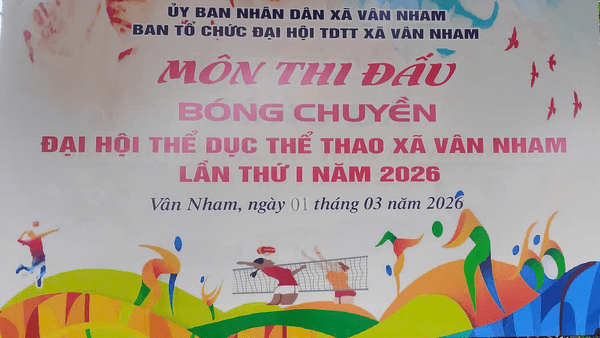 ỦY BAN NHÂN DÂN XÃ VÂN NHAM
BAN TỔ CHỨC ĐẠI HỘI TDTT XÃ VÂN NHAM
MÔN THI ĐẤU
BÓNG CHUYỀN
ĐẠI HỘI THỂ DỤC THỂ THAO XÃ VÂN NHAM
LẦN THỨ I NĂM 2026
Vân Nham, ngày 01 tháng 03 năm 2026